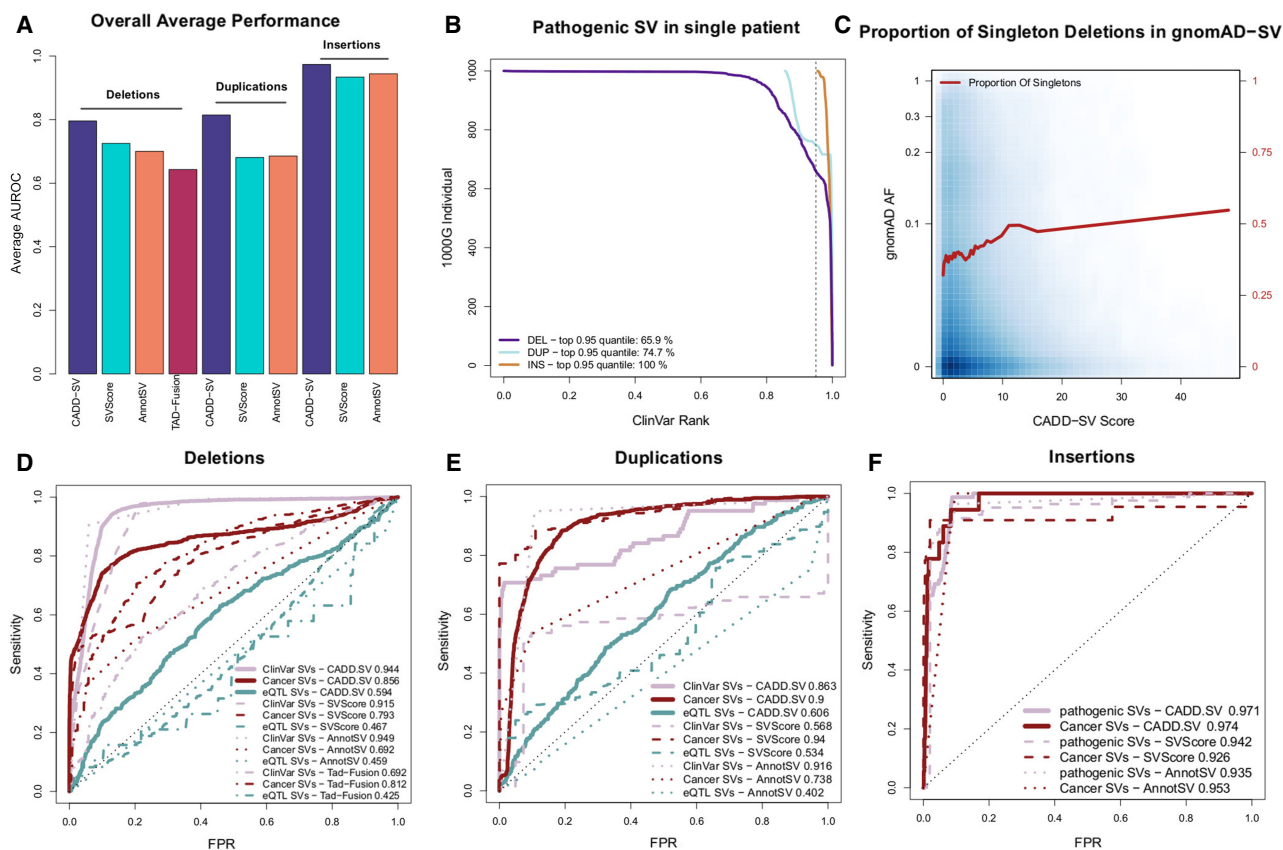 A
Overall Average Performance
Average AUROC
0.0
0.2
0.4
0.6
0.8
1.0
Deletions
Duplications
Insertions
CADD−SV
SVScore
AnnotSV
TAD−Fusion
CADD−SV
SVScore
AnnotSV
CADD−SV
SVScore
AnnotSV
B
Pathogenic SV in single patient
1000G Individual
0
200
400
600
800
1000
DEL − top 0.95 quantile: 65.9 %
DUP − top 0.95 quantile: 74.7 %
INS − top 0.95 quantile: 100 %
0.0
0.2
0.4
0.6
0.8
1.0
ClinVar Rank
C
Proportion of Singleton Deletions in gnomAD−SV
Proportion Of Singletons
gnomAD AF
1
0.3
0.2
0.1
0
1
0.75
0.5
0.25
0
0
10
20
30
40
CADD−SV Score
D
Deletions
Sensitivity
0.0
0.2
0.4
0.6
0.8
1.0
ClinVar SVs − CADD.SV 0.944
Cancer SVs − CADD.SV 0.856
eQTL SVs − CADD.SV 0.594
ClinVar SVs − SVScore 0.915
Cancer SVs − SVScore 0.793
eQTL SVs − SVScore 0.467
ClinVar SVs − AnnotSV 0.949
Cancer SVs − AnnotSV 0.692
eQTL SVs − AnnotSV 0.459
ClinVar SVs − Tad−Fusion 0.692
Cancer SVs − Tad−Fusion 0.812
eQTL SVs − Tad−Fusion 0.425
0.0
0.2
0.4
0.6
0.8
1.0
FPR
E
Duplications
Sensitivity
0.0
0.2
0.4
0.6
0.8
1.0
ClinVar SVs − CADD.SV 0.863
Cancer SVs − CADD.SV 0.9
eQTL SVs − CADD.SV 0.606
ClinVar SVs − SVScore 0.568
Cancer SVs − SVScore 0.94
eQTL SVs − SVScore 0.534
ClinVar SVs − AnnotSV 0.916
Cancer SVs − AnnotSV 0.738
eQTL SVs − AnnotSV 0.402
0.0
0.2
0.4
0.6
0.8
1.0
FPR
F
Insertions
Sensitivity
0.0
0.2
0.4
0.6
0.8
1.0
pathogenic SVs − CADD.SV 0.971
Cancer SVs − CADD.SV 0.974
pathogenic SVs − SVScore 0.942
Cancer SVs − SVScore 0.926
pathogenic SVs − AnnotSV 0.935
Cancer SVs − AnnotSV 0.953
0.0
0.2
0.4
0.6
0.8
1.0
FPR